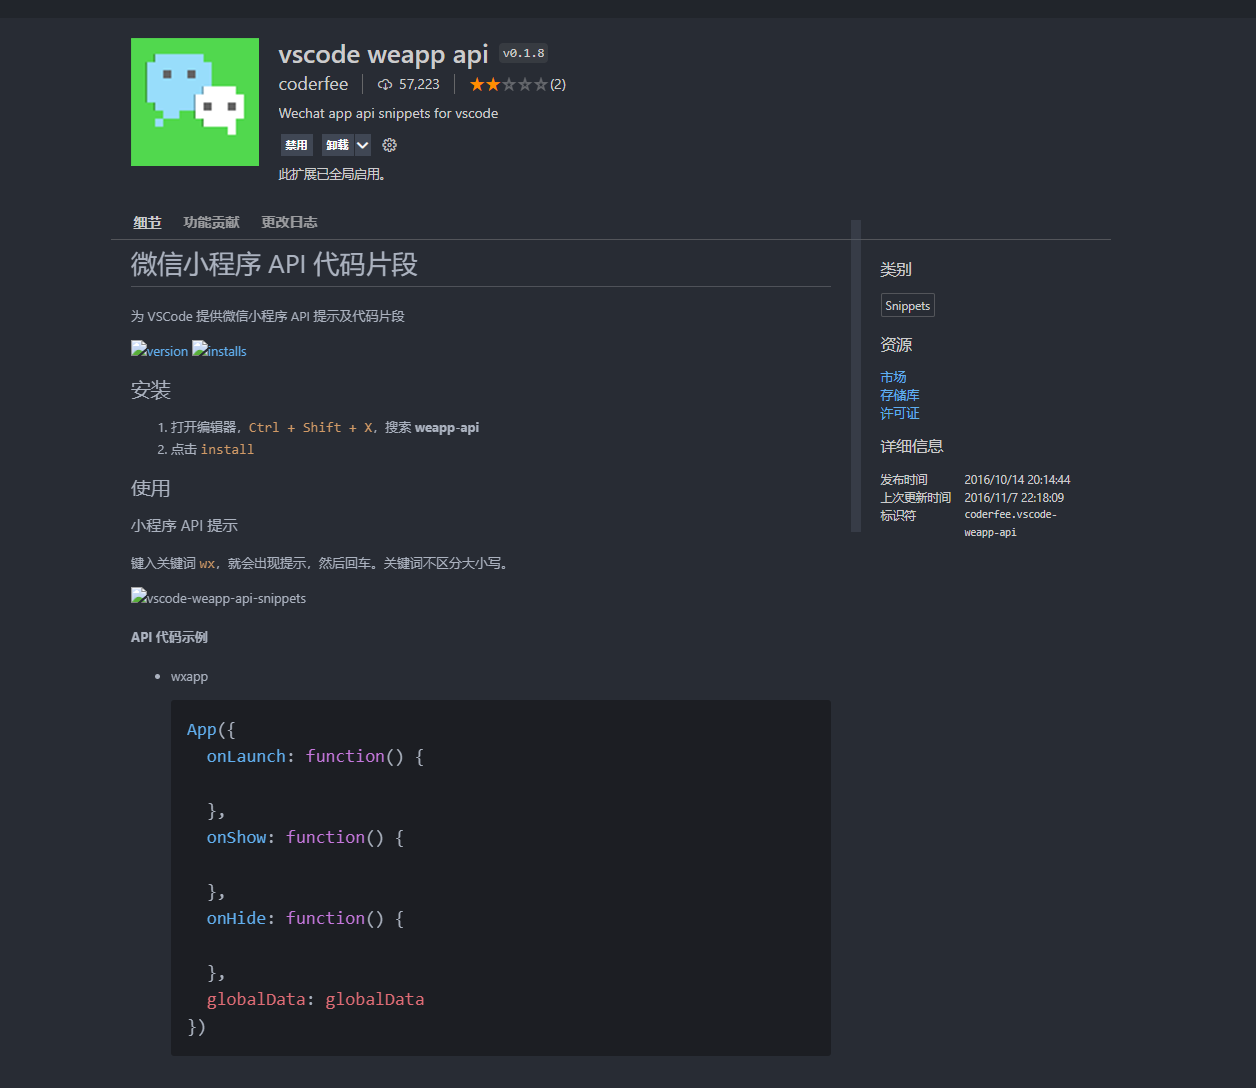 vscode weapp api v0.1.8
coderfee 57,223 (2)
Wechat app api snippets for vscode
禁用 卸载
此扩展已全局启用。
细节 功能贡献 更改日志
微信小程序 API 代码片段
为 VSCode 提供微信小程序 API 提示及代码片段
version installs
安装
1. 打开编辑器，Ctrl + Shift + X，搜索 weapp-api
2. 点击 install
使用
小程序 API 提示
键入关键词 wx，就会出现提示，然后回车。关键词不区分大小写。
vscode-weapp-api-snippets
API 代码示例
wxapp
App({
onLaunch: function() {
},
onShow: function() {
},
onHide: function() {
},
globalData: globalData
})
类别
Snippets
资源
市场
存储库
许可证
详细信息
发布时间 2016/10/14 20:14:44
上次更新时间 2016/11/7 22:18:09
标识符 coderfee.vscode-
weapp-api